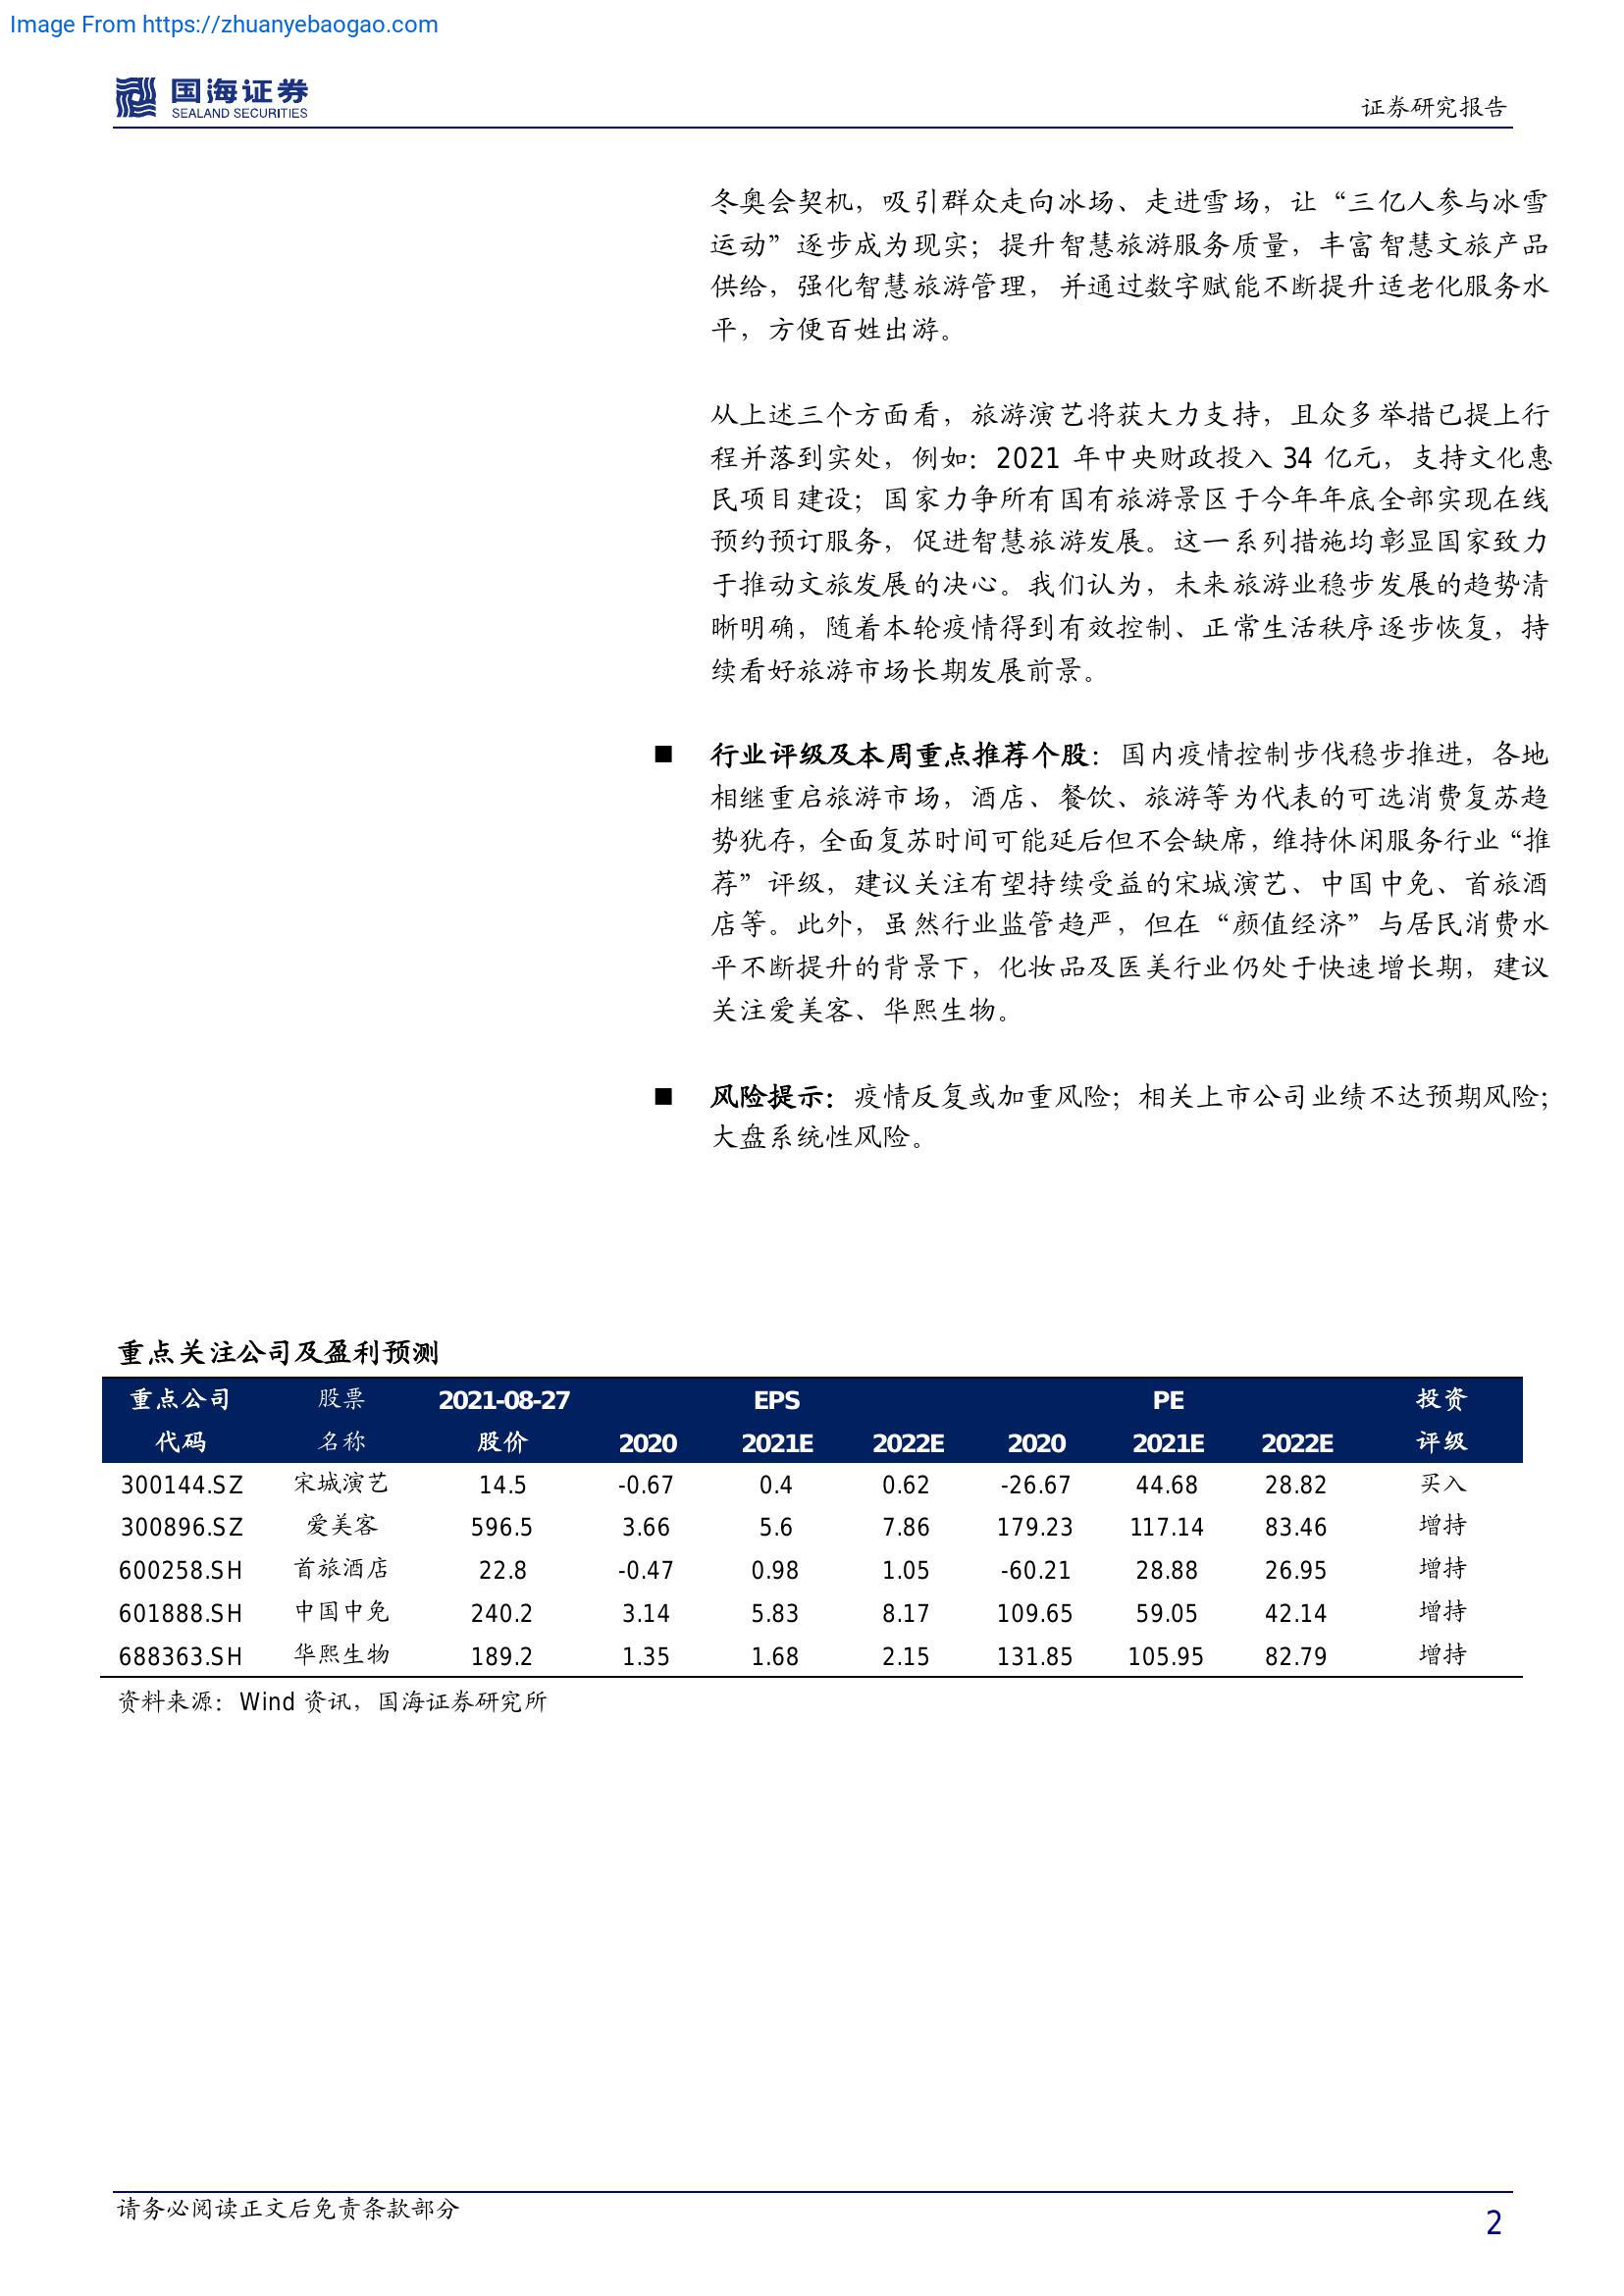 Image From https://zhuanyebaogao.com
国海证券
SEALAND SECURITIES
证券研究报告
冬奥会契机，吸引群众走向冰场、走进雪场，让“三亿人参与冰雪
运动”逐步成为现实；提升智慧旅游服务质量，丰富智慧文旅产品
供给，强化智慧旅游管理，并通过数字赋能不断提升适老化服务水
平，方便百姓出游。
从上述三个方面看，旅游演艺将获大力支持，且众多举措已提上行
程并落到实处，例如：2021 年中央财政投入 34 亿元，支持文化惠
民项目建设；国家力争所有国有旅游景区于今年年底全部实现在线
预约预订服务，促进智慧旅游发展。这一系列措施均彰显国家致力
于推动文旅发展的决心。我们认为，未来旅游业稳步发展的趋势清
晰明确，随着本轮疫情得到有效控制、正常生活秩序逐步恢复，持
续看好旅游市场长期发展前景。
■ 行业评级及本周重点推荐个股：国内疫情控制步伐稳步推进，各地
相继重启旅游市场，酒店、餐饮、旅游等为代表的可选消费复苏趋
势犹存，全面复苏时间可能延后但不会缺席，维持休闲服务行业“推
荐”评级，建议关注有望持续受益的宋城演艺、中国中免、首旅酒
店等。此外，虽然行业监管趋严，但在“颜值经济”与居民消费水
平不断提升的背景下，化妆品及医美行业仍处于快速增长期，建议
关注爱美客、华熙生物。
■ 风险提示：疫情反复或加重风险；相关上市公司业绩不达预期风险；
大盘系统性风险。
重点关注公司及盈利预测
重点公司 股票 2021-08-27 EPS PE 投资
代码 名称 股价 2020 2021E 2022E 2020 2021E 2022E 评级
300144.SZ 宋城演艺 14.5 -0.67 0.4 0.62 -26.67 44.68 28.82 买入
300896.SZ 爱美客 596.5 3.66 5.6 7.86 179.23 117.14 83.46 增持
600258.SH 首旅酒店 22.8 -0.47 0.98 1.05 -60.21 28.88 26.95 增持
601888.SH 中国中免 240.2 3.14 5.83 8.17 109.65 59.05 42.14 增持
688363.SH 华熙生物 189.2 1.35 1.68 2.15 131.85 105.95 82.79 增持
资料来源：Wind 资讯，国海证券研究所
请务必阅读正文后免责条款部分
2